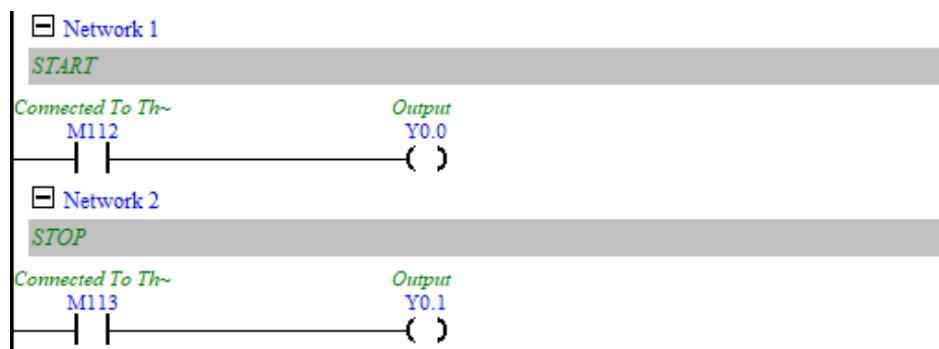 Network 1
START
Connected To Th~ Output
M112 Y0.0
Network 2
STOP
Connected To Th~ Output
M113 Y0.1